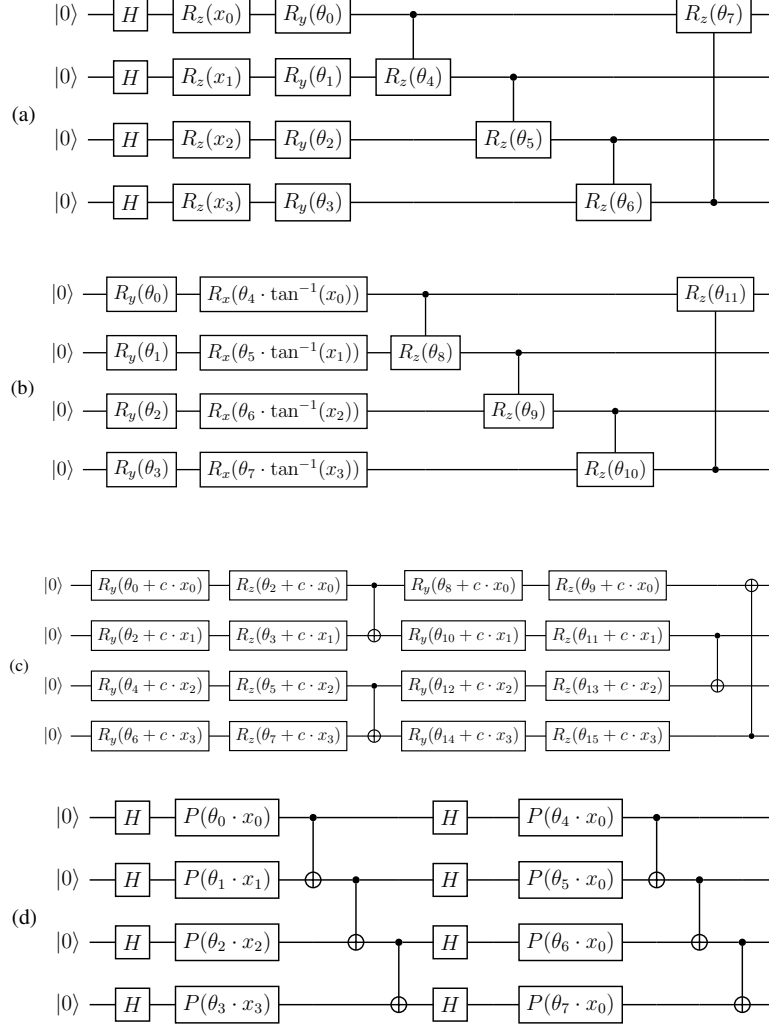 |0⟩ H R_z(x_0) R_y(θ_0) R_z(θ_7)
|0⟩ H R_z(x_1) R_y(θ_1) R_z(θ_4)
(a)
|0⟩ H R_z(x_2) R_y(θ_2) R_z(θ_5)
|0⟩ H R_z(x_3) R_y(θ_3) R_z(θ_6)
|0⟩ R_y(θ_0) R_x(θ_4 · tan⁻¹(x_0)) R_z(θ_11)
|0⟩ R_y(θ_1) R_x(θ_5 · tan⁻¹(x_1)) R_z(θ_8)
(b)
|0⟩ R_y(θ_2) R_x(θ_6 · tan⁻¹(x_2)) R_z(θ_9)
|0⟩ R_y(θ_3) R_x(θ_7 · tan⁻¹(x_3)) R_z(θ_10)
|0⟩ R_y(θ_0 + c · x_0) R_z(θ_2 + c · x_0) R_y(θ_8 + c · x_0) R_z(θ_9 + c · x_0)
|0⟩ R_y(θ_2 + c · x_1) R_z(θ_3 + c · x_1) R_y(θ_10 + c · x_1) R_z(θ_11 + c · x_1)
(c)
|0⟩ R_y(θ_4 + c · x_2) R_z(θ_5 + c · x_2) R_y(θ_12 + c · x_2) R_z(θ_13 + c · x_2)
|0⟩ R_y(θ_6 + c · x_3) R_z(θ_7 + c · x_3) R_y(θ_14 + c · x_3) R_z(θ_15 + c · x_3)
|0⟩ H P(θ_0 · x_0) H P(θ_4 · x_0)
|0⟩ H P(θ_1 · x_1) H P(θ_5 · x_0)
(d)
|0⟩ H P(θ_2 · x_2) H P(θ_6 · x_0)
|0⟩ H P(θ_3 · x_3) H P(θ_7 · x_0)